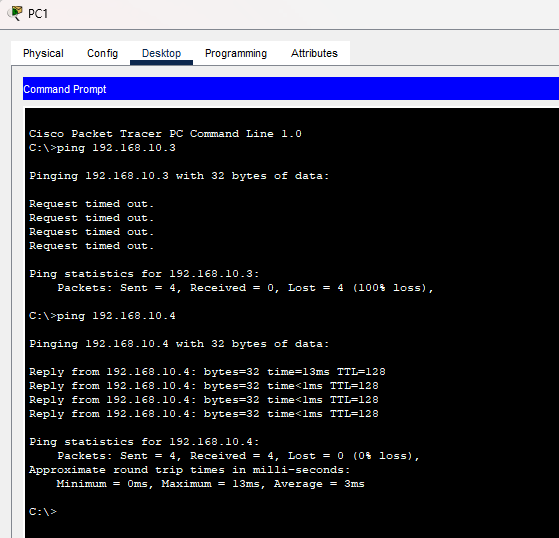 PC1
Physical Config Desktop Programming Attributes
Command Prompt
Cisco Packet Tracer PC Command Line 1.0
C:\>ping 192.168.10.3
Pinging 192.168.10.3 with 32 bytes of data:
Request timed out.
Request timed out.
Request timed out.
Request timed out.
Ping statistics for 192.168.10.3:
    Packets: Sent = 4, Received = 0, Lost = 4 (100% loss),
C:\>ping 192.168.10.4
Pinging 192.168.10.4 with 32 bytes of data:
Reply from 192.168.10.4: bytes=32 time=13ms TTL=128
Reply from 192.168.10.4: bytes=32 time<1ms TTL=128
Reply from 192.168.10.4: bytes=32 time<1ms TTL=128
Reply from 192.168.10.4: bytes=32 time<1ms TTL=128
Ping statistics for 192.168.10.4:
    Packets: Sent = 4, Received = 4, Lost = 0 (0% loss),
Approximate round trip times in milli-seconds:
    Minimum = 0ms, Maximum = 13ms, Average = 3ms
C:\>